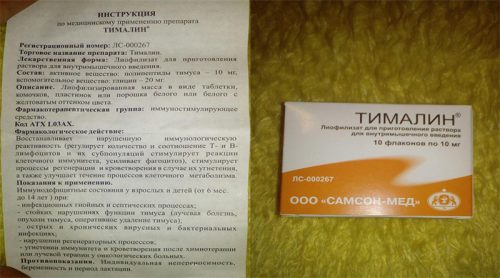 ИНСТРУКЦИЯ
по медицинскому применению препарата
ТИМАЛИН®
Регистрационный номер: ЛС-000267
Торговое название препарата: Тималин.
Лекарственная форма: Лиофилизат для приготовления
раствора для внутримышечного введения.
Состав: активное вещество: полипептиды тимуса – 10 мг,
вспомогательное вещество: глицин – 20 мг.
Описание. Лиофилизированная масса в виде таблетки,
комочков, пластинок или порошка белого или белого с
желтоватым оттенком цвета.
Фармакотерапевтическая группа: иммуностимулирующее
средство.
Код АТХ L03AX.
Фармакологическое действие:
Восстанавливает нарушенную иммунологическую
реактивность (регулирует количество и соотношение Т- и В-
лимфоцитов и их субпопуляций стимулирует реакции
клеточного иммунитета, усиливает фагоцитоз), стимулирует
процессы регенерации и кроветворения в случае их угнетения,
а также улучшает течение процессов клеточного метаболизма.
Показания к применению.
Иммунодефицитные состояния у взрослых и детей (от 6 мес.
до 14 лет) при:
- инфекционных гнойных и септических процессах;
- стойких нарушениях функции тимуса (лучевая болезнь,
опухоли тимуса, оперативное удаление тимуса);
- острых и хронических вирусных и бактериальных
инфекциях;
- нарушении регенераторных процессов;
- угнетении иммунитета и кроветворения после химиотерапии
или лучевой терапии у онкологических больных.
Противопоказания. Индивидуальная непереносимость,
беременность и период лактации.
ТИМАЛИН®
Лиофилизат для приготовления раствора
для внутримышечного введения
10 флаконов по 10 мг
ЛС-000267
ООО «САМСОН-МЕД»